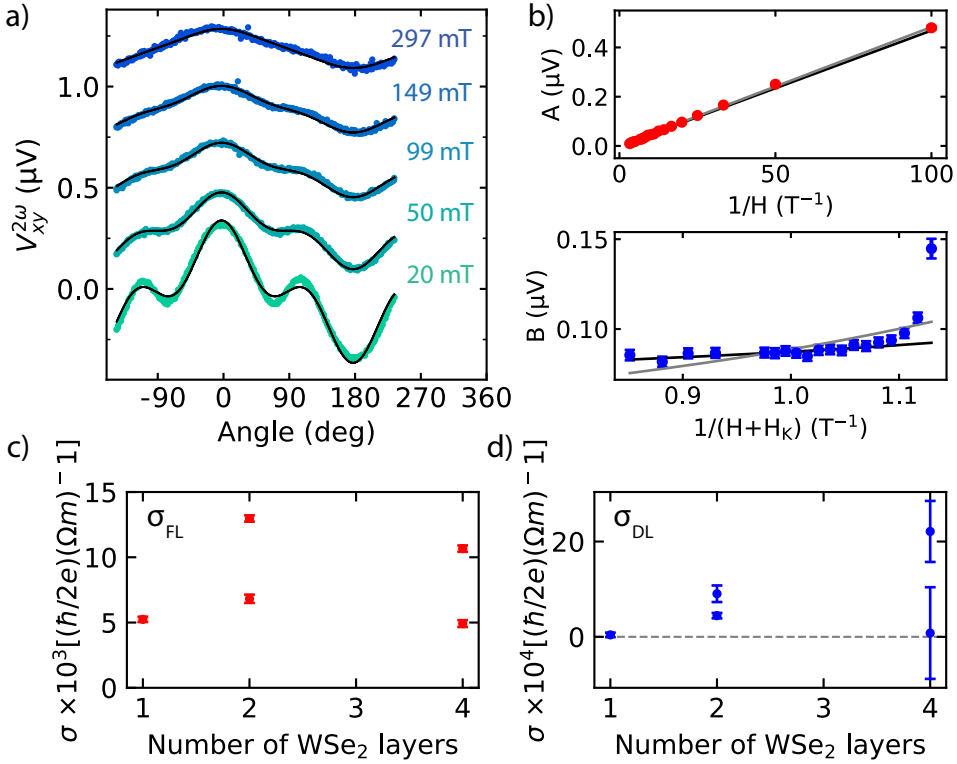 a)
297 mT
149 mT
99 mT
50 mT
20 mT
1.0
0.5
0.0
V_xy^2ω (μV)
-90 0 90 180 270 360
Angle (deg)
b)
0.4
0.2
0.0
A (μV)
0 50 100
1/H (T⁻¹)
0.15
0.10
B (μV)
0.9 1.0 1.1
1/(H+H_K) (T⁻¹)
c)
σ_FL
15
10
5
0
σ ×10³[(ħ/2e)(Ωm)−1]
1 2 3 4
Number of WSe₂ layers
d)
σ_DL
20
0
σ ×10⁴[(ħ/2e)(Ωm)−1]
1 2 3 4
Number of WSe₂ layers